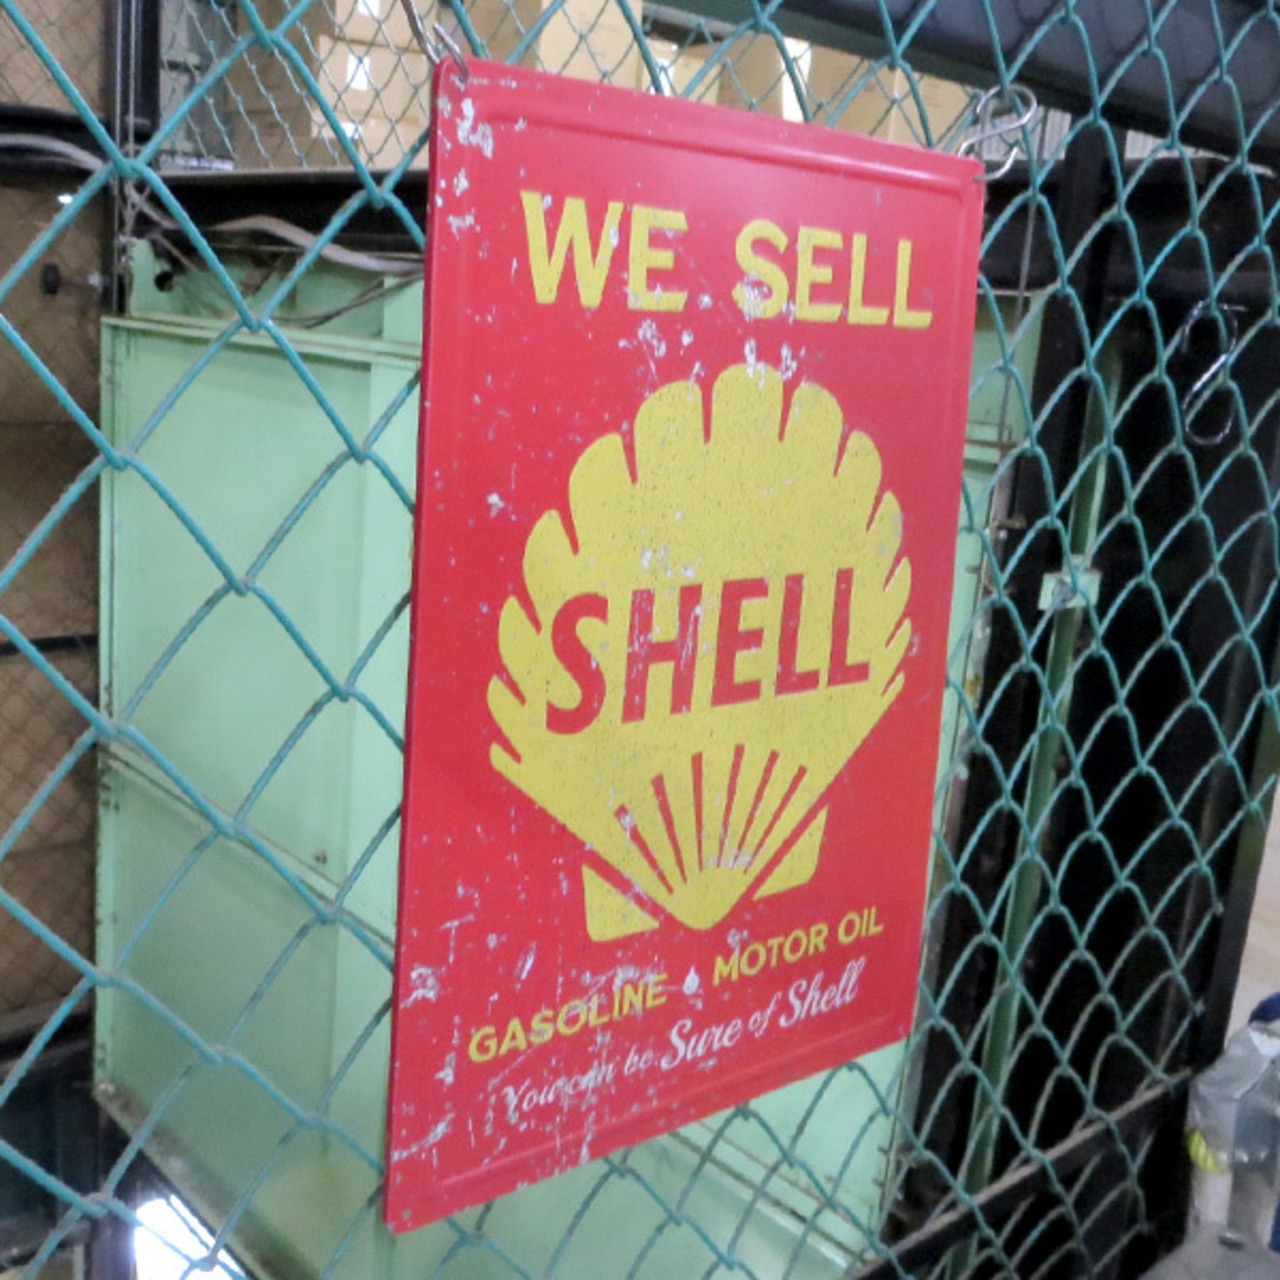 WE SELL
SHELL
GASOLINE MOTOR OIL
You can be Sure of Shell